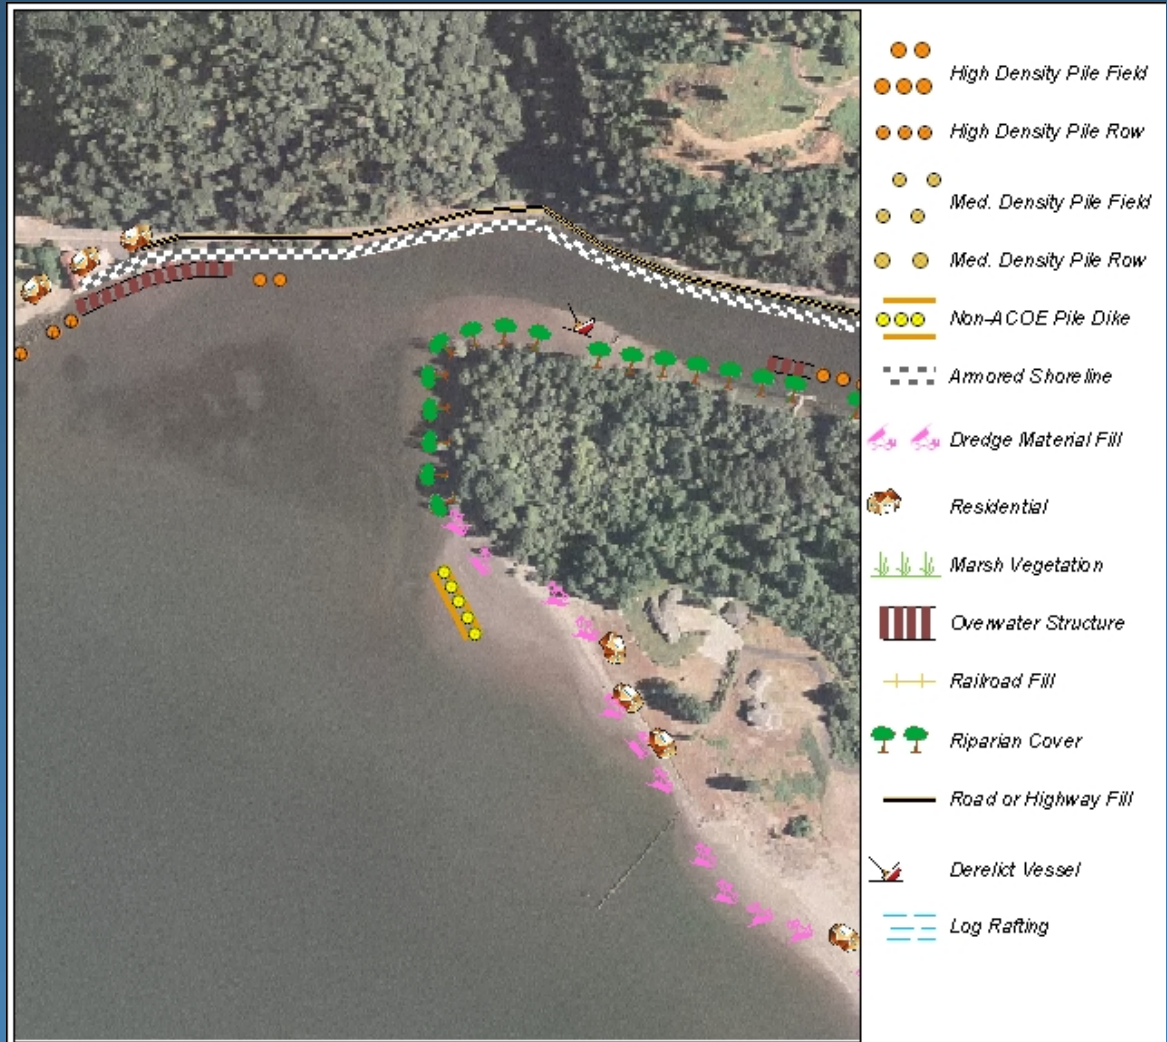 High Density Pile Field
High Density Pile Row
Med. Density Pile Field
Med. Density Pile Row
Non-ACOE Pile Dike
Armored Shoreline
Dredge Material Fill
Residential
Marsh Vegetation
Overwater Structure
Railroad Fill
Riparian Cover
Road or Highway Fill
Derelict Vessel
Log Rafting